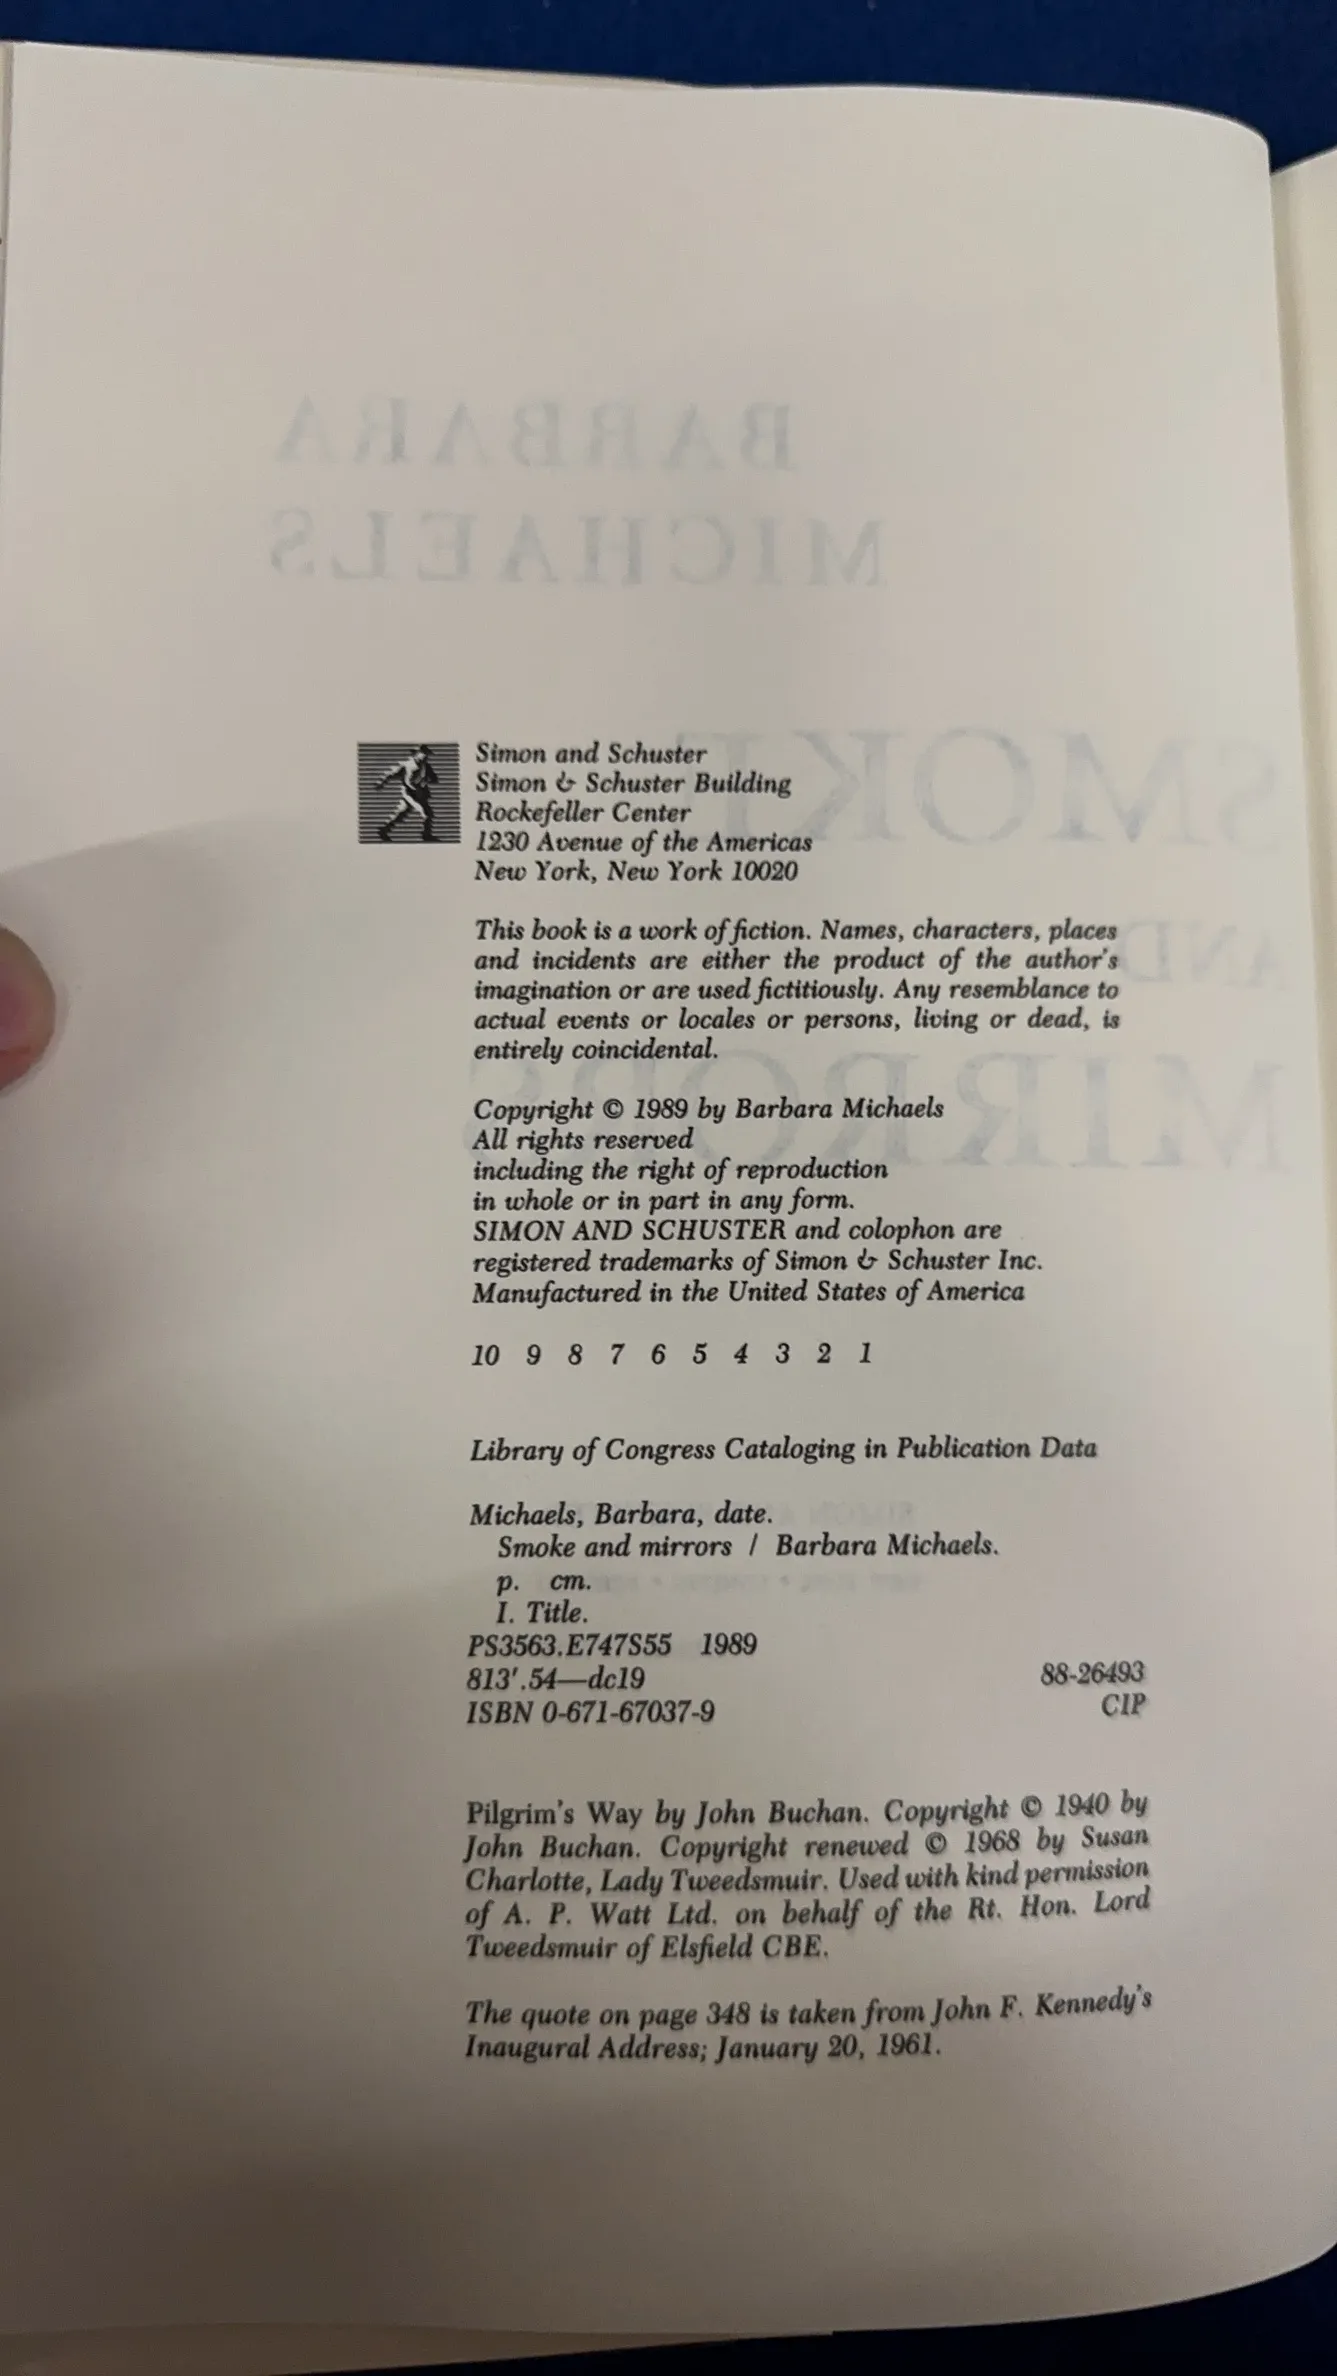 BARBARA
MICHAELS
SMOKE
AND
MIRRORS
Simon and Schuster
Simon & Schuster Building
Rockefeller Center
1230 Avenue of the Americas
New York, New York 10020
This book is a work of fiction. Names, characters, places
and incidents are either the product of the author's
imagination or are used fictitiously. Any resemblance to
actual events or locales or persons, living or dead, is
entirely coincidental.
Copyright © 1989 by Barbara Michaels
All rights reserved
including the right of reproduction
in whole or in part in any form.
SIMON AND SCHUSTER and colophon are
registered trademarks of Simon & Schuster Inc.
Manufactured in the United States of America
10 9 8 7 6 5 4 3 2 1
Library of Congress Cataloging in Publication Data
Michaels, Barbara, date.
Smoke and mirrors / Barbara Michaels.
p. cm.
I. Title.
PS3563.E747S55 1989
813'.54—dc19 88-26493
ISBN 0-671-67037-9 CIP
Pilgrim's Way by John Buchan. Copyright © 1940 by
John Buchan. Copyright renewed © 1968 by Susan
Charlotte, Lady Tweedsmuir. Used with kind permission
of A. P. Watt Ltd. on behalf of the Rt. Hon. Lord
Tweedsmuir of Elsfield CBE.
The quote on page 348 is taken from John F. Kennedy's
Inaugural Address; January 20, 1961.